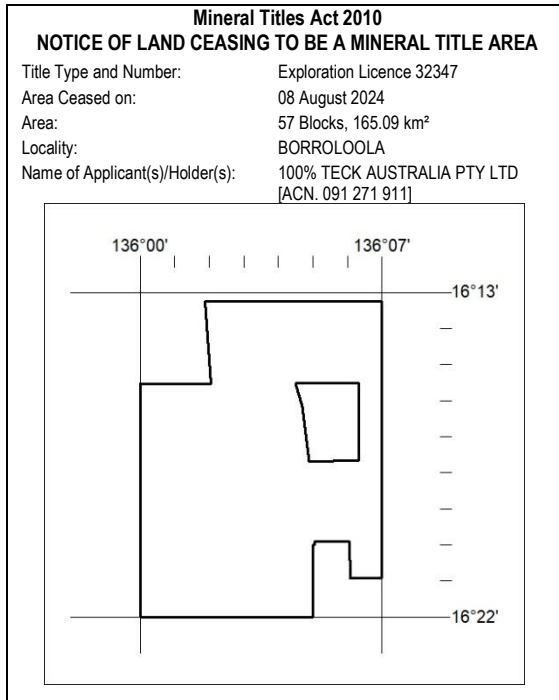 Mineral Titles Act 2010
NOTICE OF LAND CEASING TO BE A MINERAL TITLE AREA
Title Type and Number: Exploration Licence 32347
Area Ceased on: 08 August 2024
Area: 57 Blocks, 165.09 km²
Locality: BORROLOOLA
Name of Applicant(s)/Holder(s): 100% TECK AUSTRALIA PTY LTD
[ACN. 091 271 911]
136°00' 136°07'
16°13'
16°22'